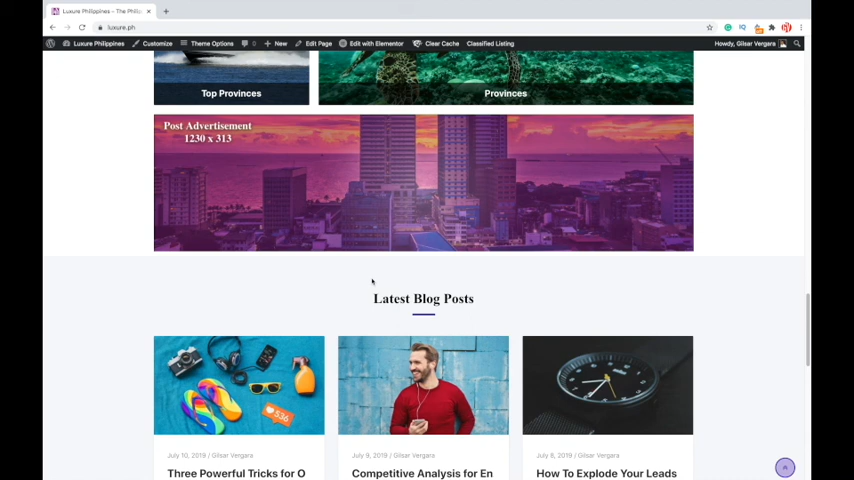 Luxure Philippines – The Philip
luxure.ph
Luxure Philippines
Customize
Theme Options
0
New
Edit Page
Edit with Elementor
Clear Cache
Classified Listing
Howdy, Gilsar Vergara
Top Provinces
Provinces
Post Advertisement
1230 x 313
Latest Blog Posts
536
July 10, 2019 / Gilsar Vergara
July 9, 2019 / Gilsar Vergara
July 8, 2019 / Gilsar Vergara
Three Powerful Tricks for O
Competitive Analysis for En
How To Explode Your Leads